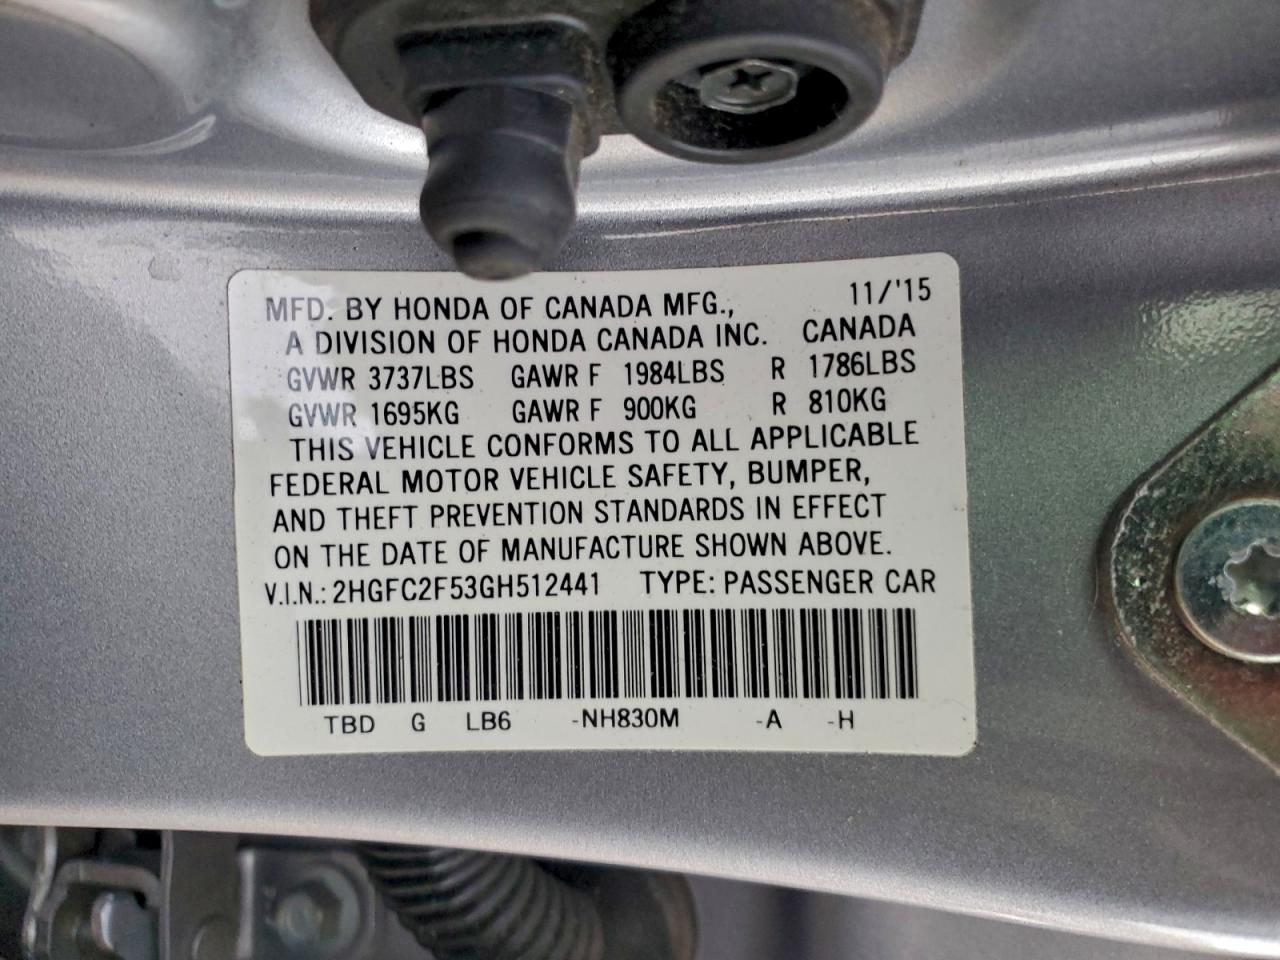 MFD. BY HONDA OF CANADA MFG., 11/'15
A DIVISION OF HONDA CANADA INC. CANADA
GVWR 3737LBS GAWR F 1984LBS R 1786LBS
GVWR 1695KG GAWR F 900KG R 810KG
THIS VEHICLE CONFORMS TO ALL APPLICABLE
FEDERAL MOTOR VEHICLE SAFETY, BUMPER,
AND THEFT PREVENTION STANDARDS IN EFFECT
ON THE DATE OF MANUFACTURE SHOWN ABOVE.
V.I.N.: 2HGFC2F53GH512441 TYPE: PASSENGER CAR
TBD G LB6 -NH830M -A -H